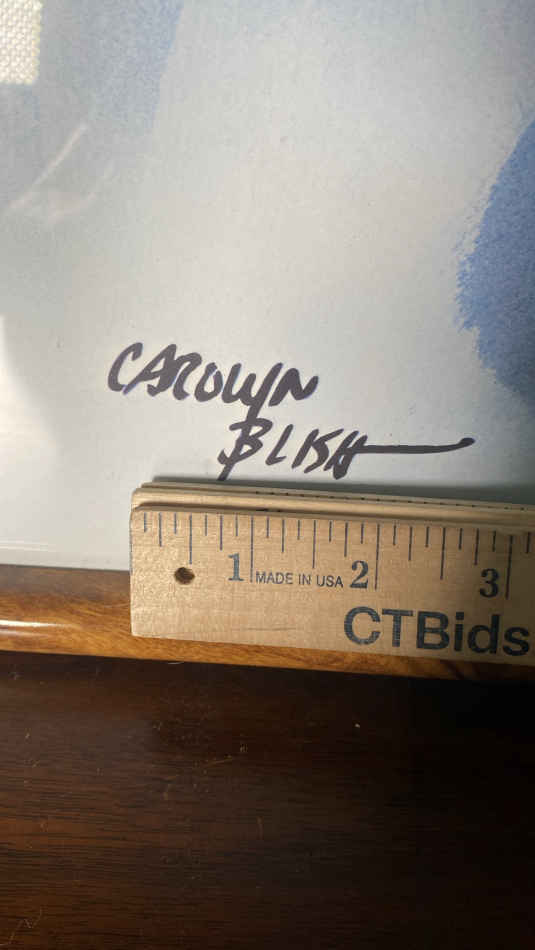 CAROLYN
BLISH
1 MADE IN USA 2 3
CTBids